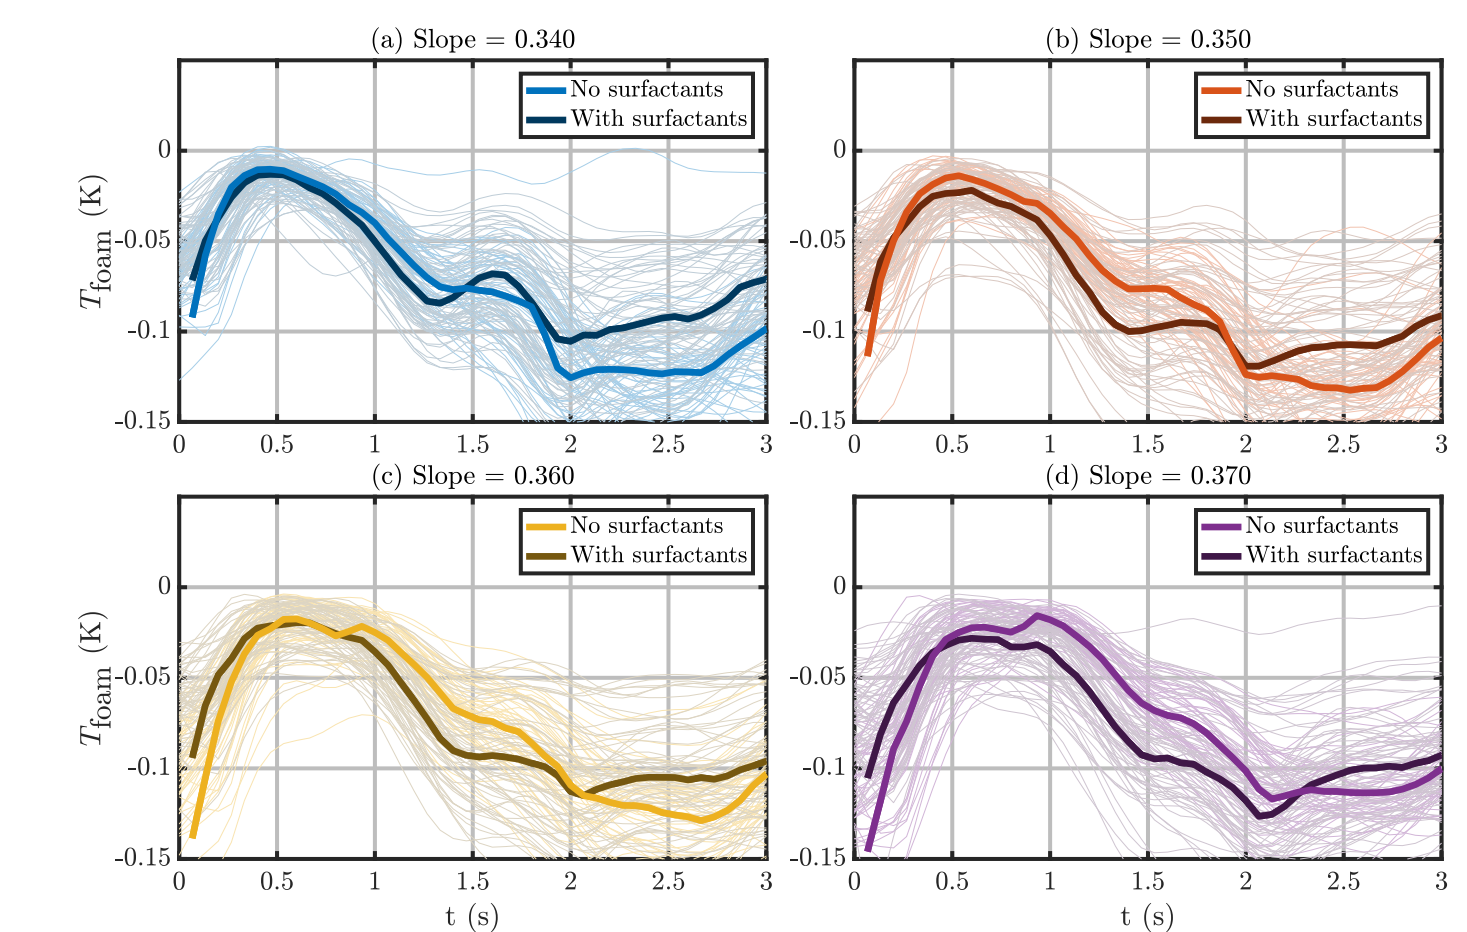 (a) Slope = 0.340
No surfactants
With surfactants
0
-0.05
-0.1
-0.15
T_foam (K)
0 0.5 1 1.5 2 2.5 3
(b) Slope = 0.350
No surfactants
With surfactants
0
-0.05
-0.1
-0.15
0 0.5 1 1.5 2 2.5 3
(c) Slope = 0.360
No surfactants
With surfactants
0
-0.05
-0.1
-0.15
T_foam (K)
0 0.5 1 1.5 2 2.5 3
t (s)
(d) Slope = 0.370
No surfactants
With surfactants
0
-0.05
-0.1
-0.15
0 0.5 1 1.5 2 2.5 3
t (s)